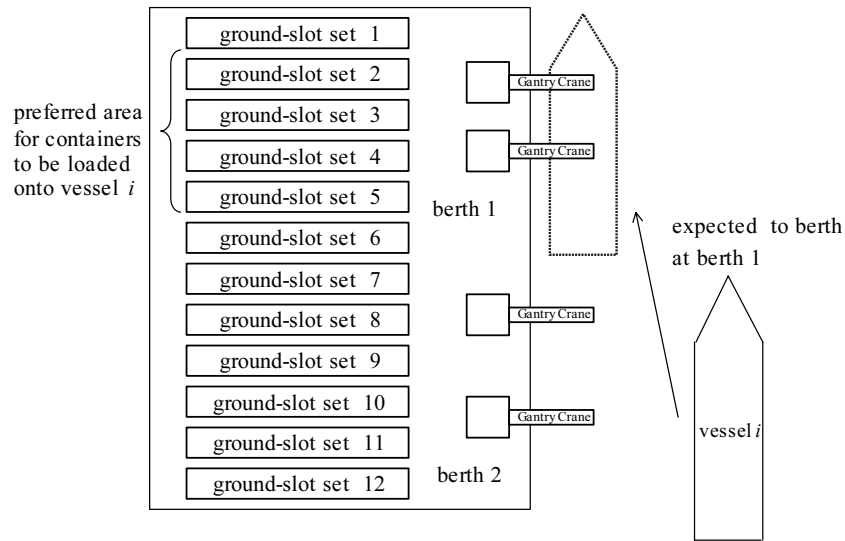 ground-slot set 1
ground-slot set 2
ground-slot set 3
ground-slot set 4
ground-slot set 5
ground-slot set 6
ground-slot set 7
ground-slot set 8
ground-slot set 9
ground-slot set 10
ground-slot set 11
ground-slot set 12
preferred area
for containers
to be loaded
onto vessel i
Gantry Crane
Gantry Crane
berth 1
Gantry Crane
Gantry Crane
berth 2
expected to berth
at berth 1
vessel i